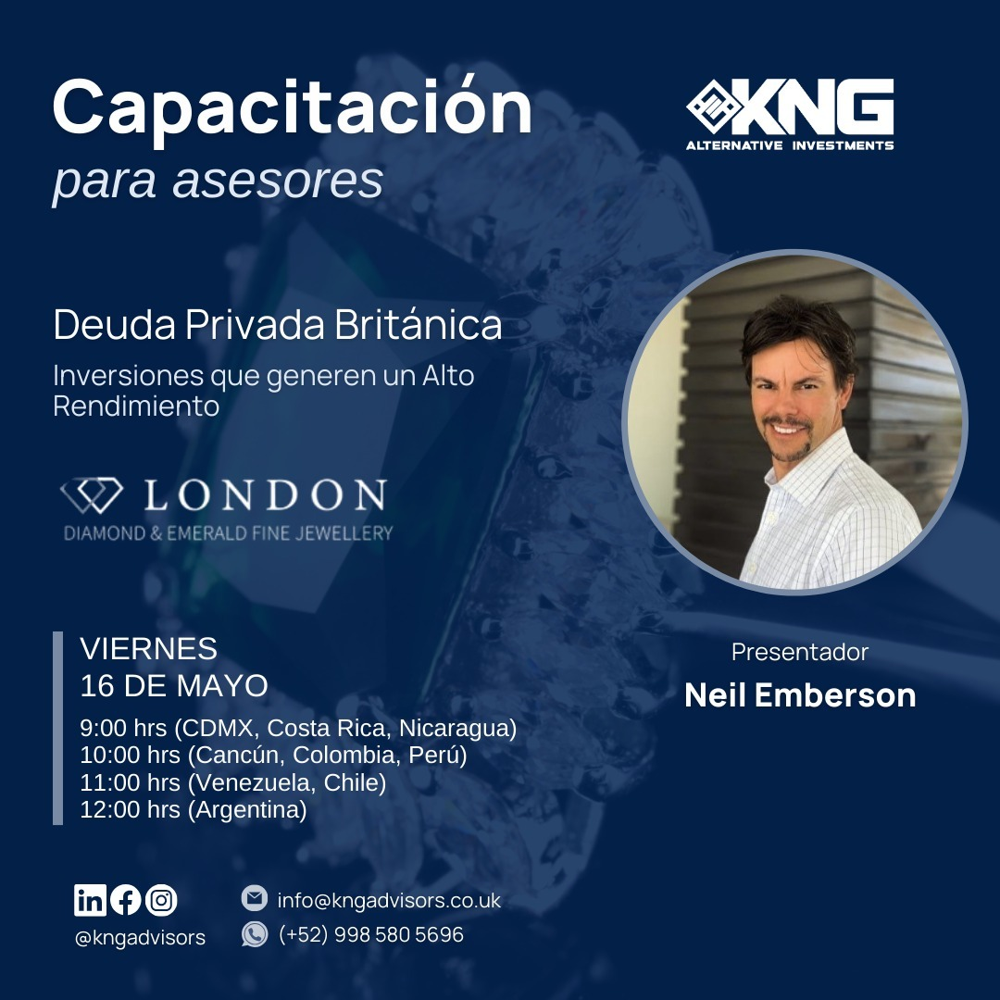 Capacitación
para asesores
KNG
ALTERNATIVE INVESTMENTS
Deuda Privada Británica
Inversiones que generen un Alto
Rendimiento
LONDON
DIAMOND & EMERALD FINE JEWELLERY
VIERNES
16 DE MAYO
9:00 hrs (CDMX, Costa Rica, Nicaragua)
10:00 hrs (Cancún, Colombia, Perú)
11:00 hrs (Venezuela, Chile)
12:00 hrs (Argentina)
Presentador
Neil Emberson
in
@kngadvisors
info@kngadvisors.co.uk
(+52) 998 580 5696